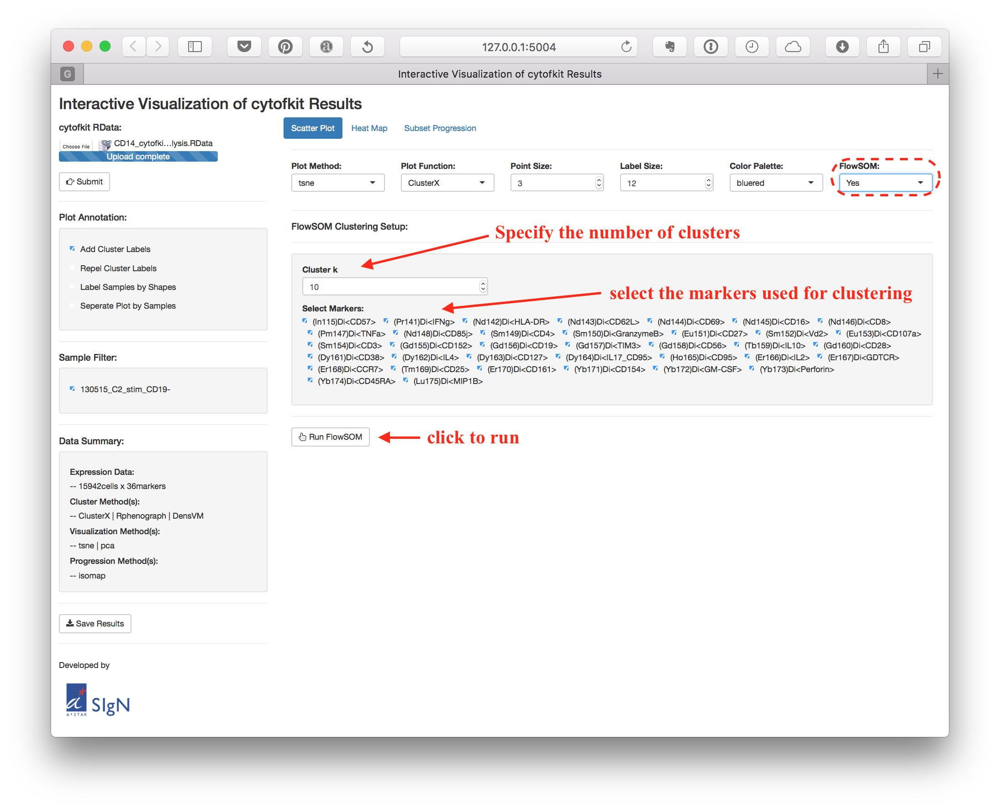 127.0.0.1:5004
G
Interactive Visualization of cytofkit Results
Interactive Visualization of cytofkit Results
cytofkit RData:
Choose File CD14_cytofki...lysis.RData
Upload complete
Submit
Plot Annotation:
Add Cluster Labels
Repel Cluster Labels
Label Samples by Shapes
Seperate Plot by Samples
Sample Filter:
130515_C2_stim_CD19-
Data Summary:
Expression Data:
-- 15942cells x 36markers
Cluster Method(s):
-- ClusterX | Rphenograph | DensVM
Visualization Method(s):
-- tsne | pca
Progression Method(s):
-- isomap
Save Results
Developed by
a
A*STAR
SIgN
Scatter Plot Heat Map Subset Progression
Plot Method: Plot Function: Point Size: Label Size: Color Palette: FlowSOM:
tsne ClusterX 3 12 bluered Yes
FlowSOM Clustering Setup:
Specify the number of clusters
Cluster k
10
select the markers used for clustering
Select Markers:
(In115)Di<CD57> (Pr141)Di<IFNg> (Nd142)Di<HLA-DR> (Nd143)Di<CD62L> (Nd144)Di<CD69> (Nd145)Di<CD16> (Nd146)Di<CD8>
(Pm147)Di<TNFa> (Nd148)Di<CD85j> (Sm149)Di<CD4> (Sm150)Di<GranzymeB> (Eu151)Di<CD27> (Sm152)Di<Vd2> (Eu153)Di<CD107a>
(Sm154)Di<CD3> (Gd155)Di<CD152> (Gd156)Di<CD19> (Gd157)Di<TIM3> (Gd158)Di<CD56> (Tb159)Di<IL10> (Gd160)Di<CD28>
(Dy161)Di<CD38> (Dy162)Di<IL4> (Dy163)Di<CD127> (Dy164)Di<IL17_CD95> (Ho165)Di<CD95> (Er166)Di<IL2> (Er167)Di<GDTCR>
(Er168)Di<CCR7> (Tm169)Di<CD25> (Er170)Di<CD161> (Yb171)Di<CD154> (Yb172)Di<GM-CSF> (Yb173)Di<Perforin>
(Yb174)Di<CD45RA> (Lu175)Di<MIP1B>
Run FlowSOM
click to run